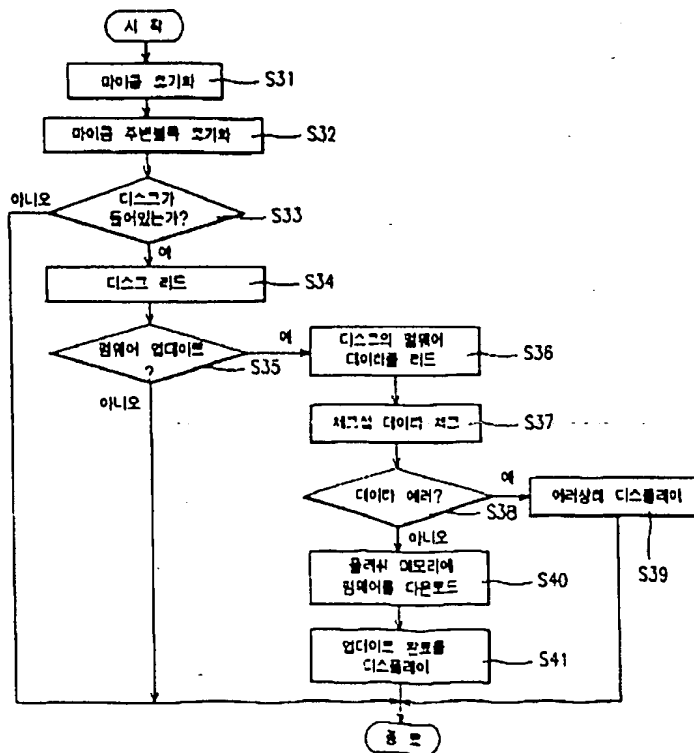 시 작
마이콤 초기화
S31
마이콤 주변블록 초기화
S32
아니오
디스크가
들어있는가?
S33
예
디스크 리드
S34
펌웨어 업데이트
?
S35
예
아니오
디스크의 펌웨어
데이타를 리드
S36
체크섬 데이타 체크
S37
데이타 에러?
S38
예
아니오
에러상태 디스플레이
S39
플래쉬 메모리에
펌웨어를 다운로드
S40
업데이트 완료를
디스플레이
S41
종 료